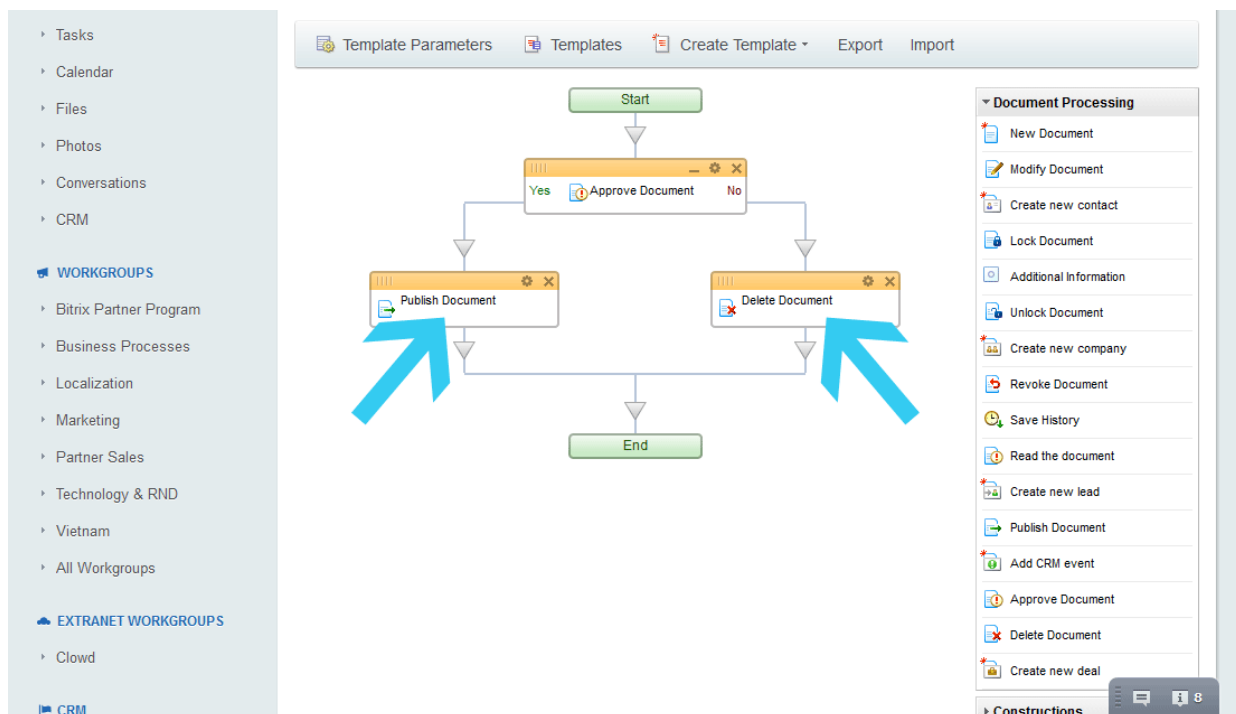 Tasks
Calendar
Files
Photos
Conversations
CRM
WORKGROUPS
Bitrix Partner Program
Business Processes
Localization
Marketing
Partner Sales
Technology & RND
Vietnam
All Workgroups
EXTRANET WORKGROUPS
Clowd
CRM
Template Parameters Templates Create Template Export Import
Start
Yes Approve Document No
Publish Document Delete Document
End
Document Processing
New Document
Modify Document
Create new contact
Lock Document
Additional Information
Unlock Document
Create new company
Revoke Document
Save History
Read the document
Create new lead
Publish Document
Add CRM event
Approve Document
Delete Document
Create new deal
Constructions
8